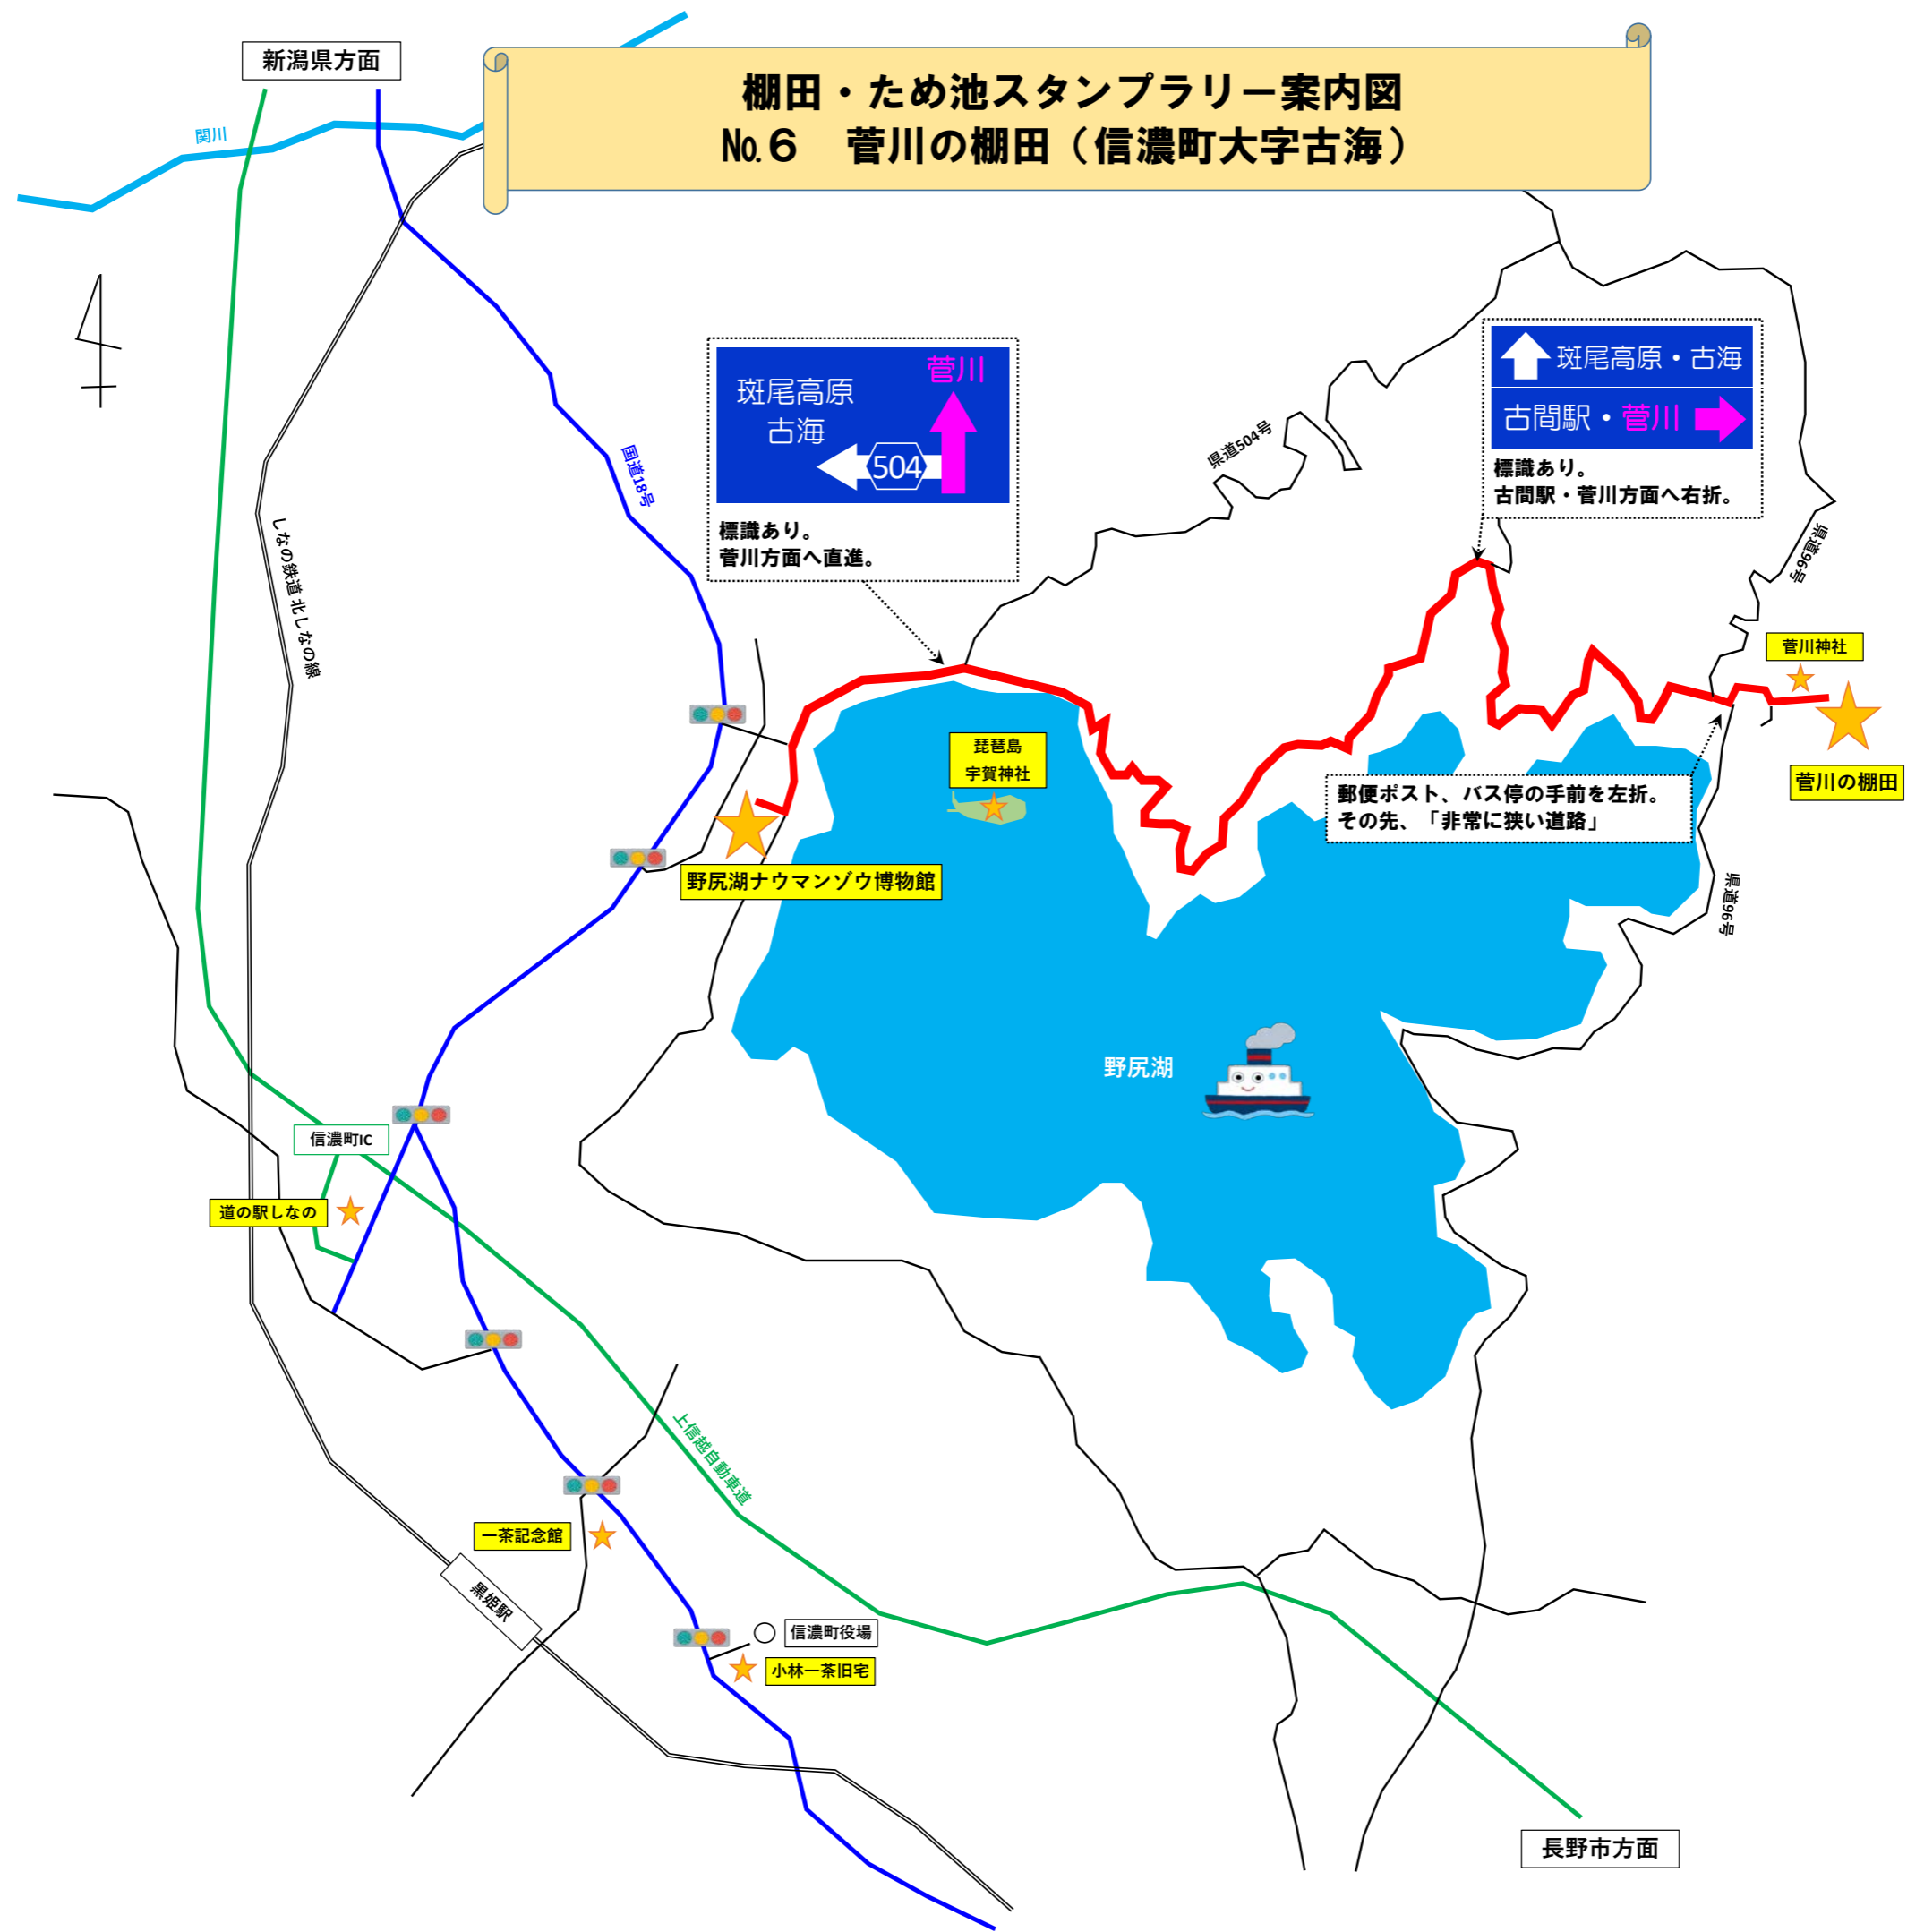 新潟県方面
棚田・ため池スタンプラリー案内図
№6　菅川の棚田（信濃町大字古海）
関川
国道18号
しなの鉄道 北しなの線
斑尾高原
古海
菅川
504
標識あり。
菅川方面へ直進。
県道504号
斑尾高原・古海
古間駅・菅川
標識あり。
古間駅・菅川方面へ右折。
県道96号
菅川神社
菅川の棚田
琵琶島
宇賀神社
郵便ポスト、バス停の手前を左折。
その先、「非常に狭い道路」
県道96号
野尻湖ナウマンゾウ博物館
野尻湖
信濃町IC
道の駅しなの
上信越自動車道
一茶記念館
黒姫駅
信濃町役場
小林一茶旧宅
長野市方面